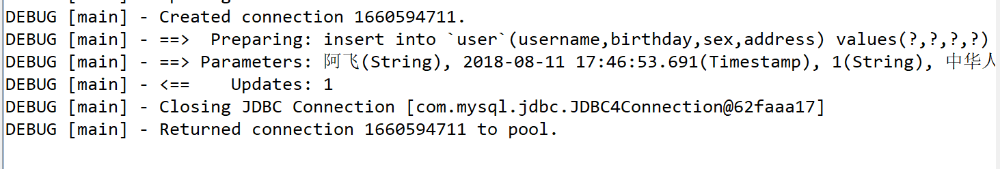 DEBUG [main] - Created connection 1660594711.
DEBUG [main] - ==>  Preparing: insert into `user`(username,birthday,sex,address) values(?,?,?,?)
DEBUG [main] - ==> Parameters: 阿飞(String), 2018-08-11 17:46:53.691(Timestamp), 1(String), 中华人
DEBUG [main] - <==    Updates: 1
DEBUG [main] - Closing JDBC Connection [com.mysql.jdbc.JDBC4Connection@62faaa17]
DEBUG [main] - Returned connection 1660594711 to pool.